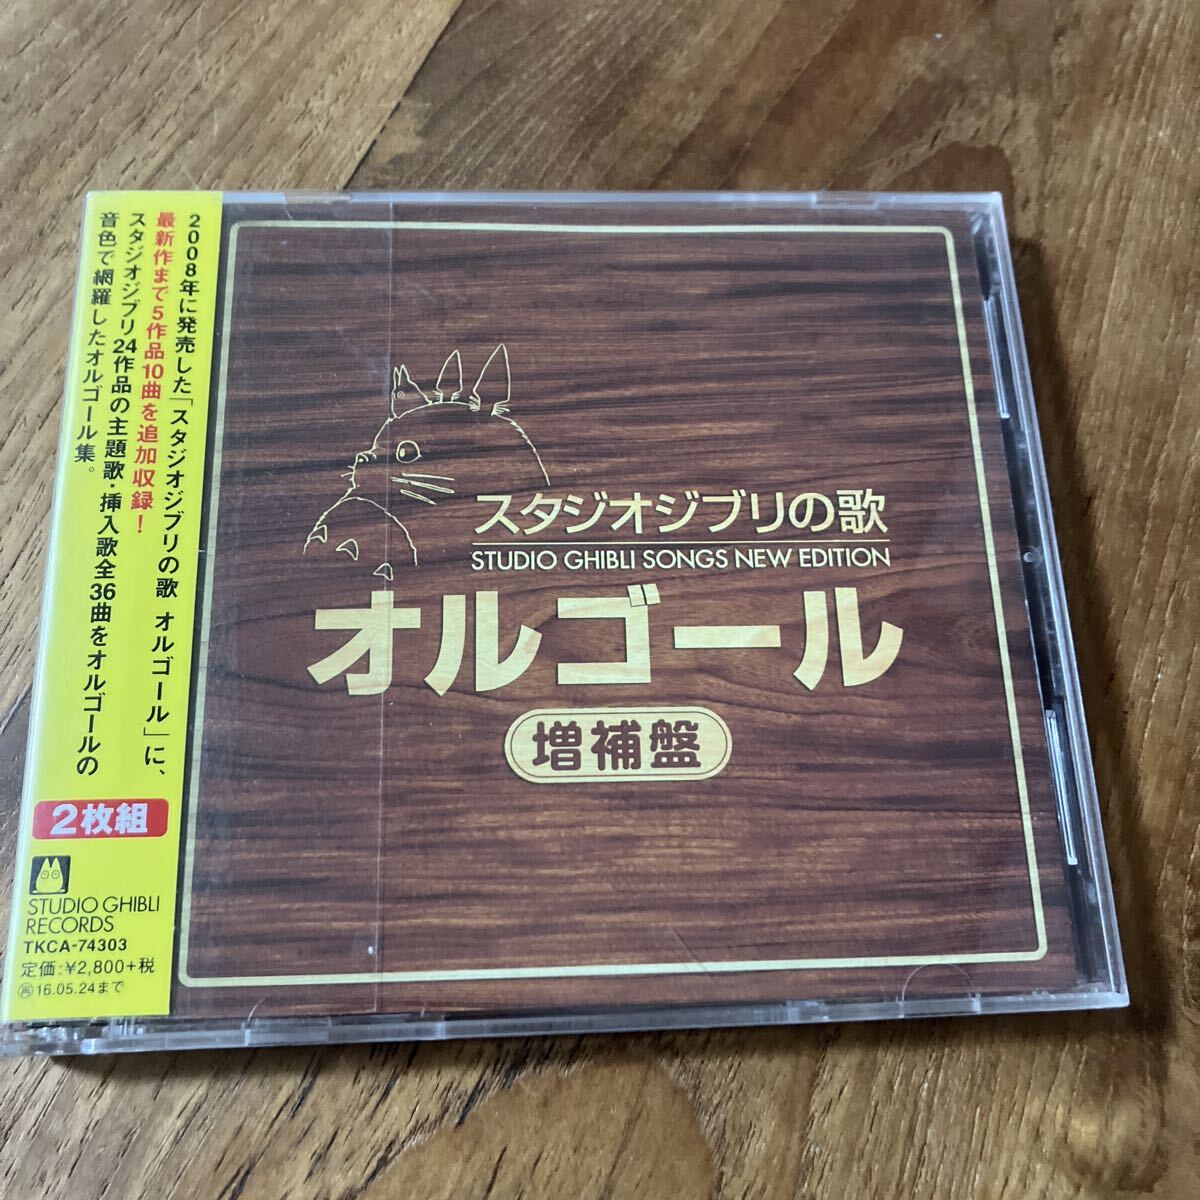 2008年に発売した「スタジオジブリの歌 オルゴール」に、
最新作まで5作品10曲を追加収録！
スタジオジブリ24作品の主題歌・挿入歌全36曲をオルゴールの
音色で網羅したオルゴール集。
2枚組
STUDIO GHIBLI
RECORDS
TKCA-74303
定価:¥2,800+税
再16.05.24まで
スタジオジブリの歌
STUDIO GHIBLI SONGS NEW EDITION
オルゴール
増補盤